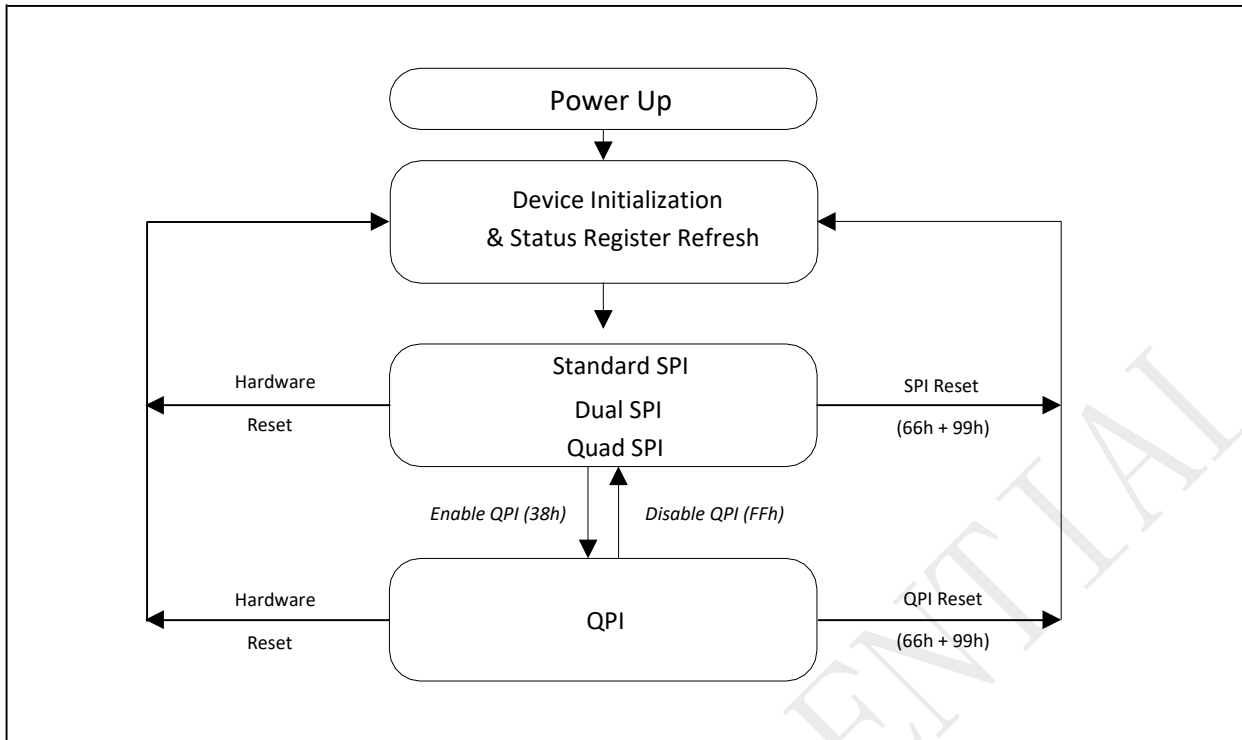 Power Up
Device Initialization
& Status Register Refresh
Standard SPI
Dual SPI
Quad SPI
Hardware
Reset
SPI Reset
(66h + 99h)
Enable QPI (38h)
Disable QPI (FFh)
QPI
Hardware
Reset
QPI Reset
(66h + 99h)
ENTIAL